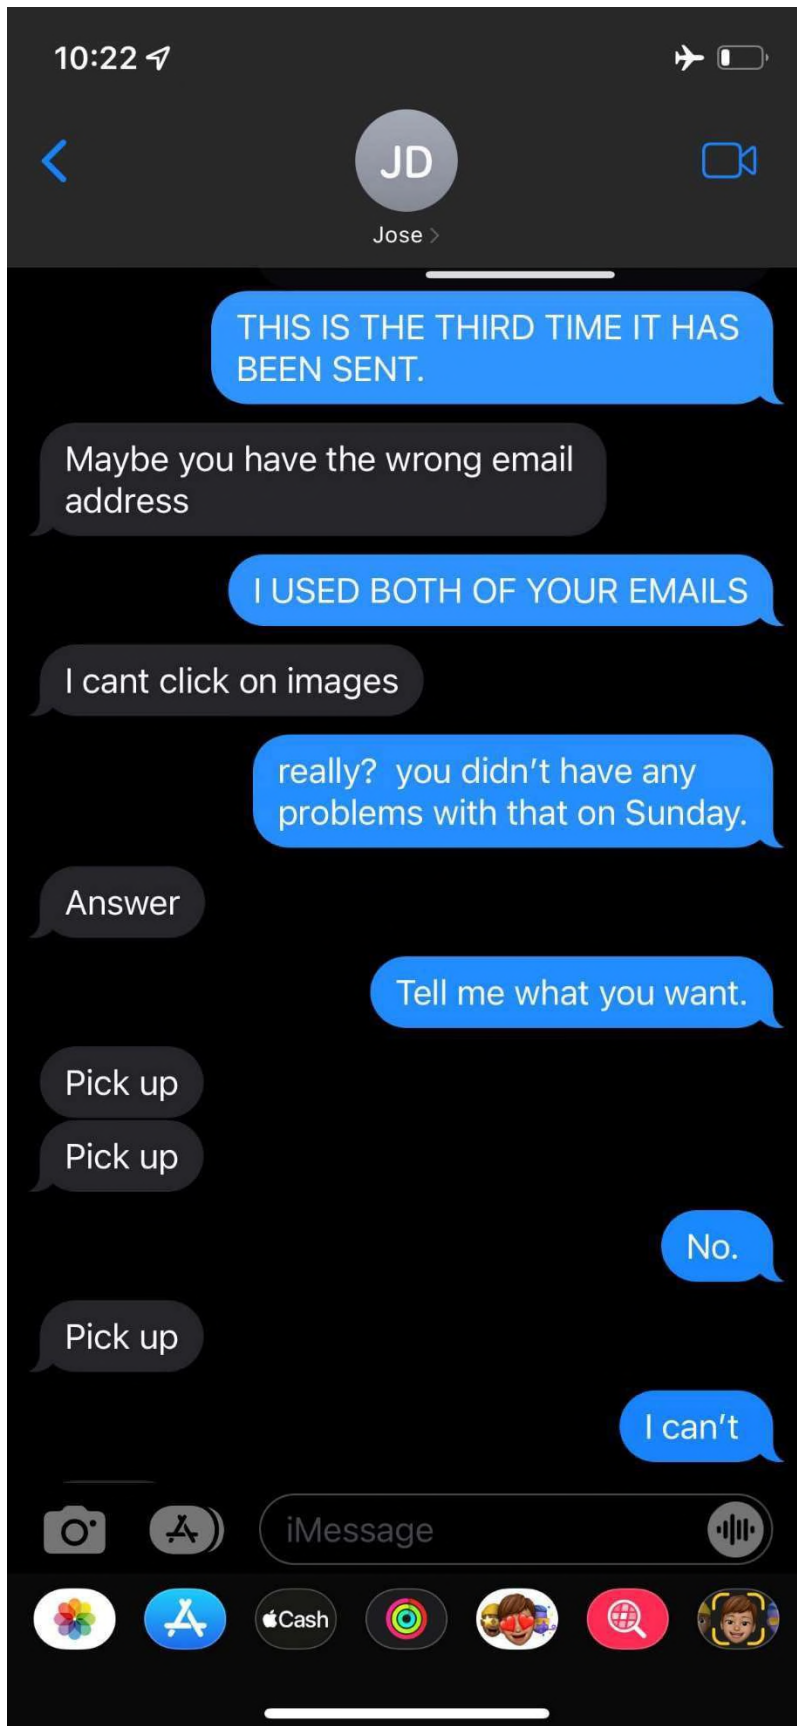 10:22
JD
Jose
THIS IS THE THIRD TIME IT HAS
BEEN SENT.
Maybe you have the wrong email
address
I USED BOTH OF YOUR EMAILS
I cant click on images
really?  you didn't have any
problems with that on Sunday.
Answer
Tell me what you want.
Pick up
Pick up
No.
Pick up
I can't
iMessage
Cash